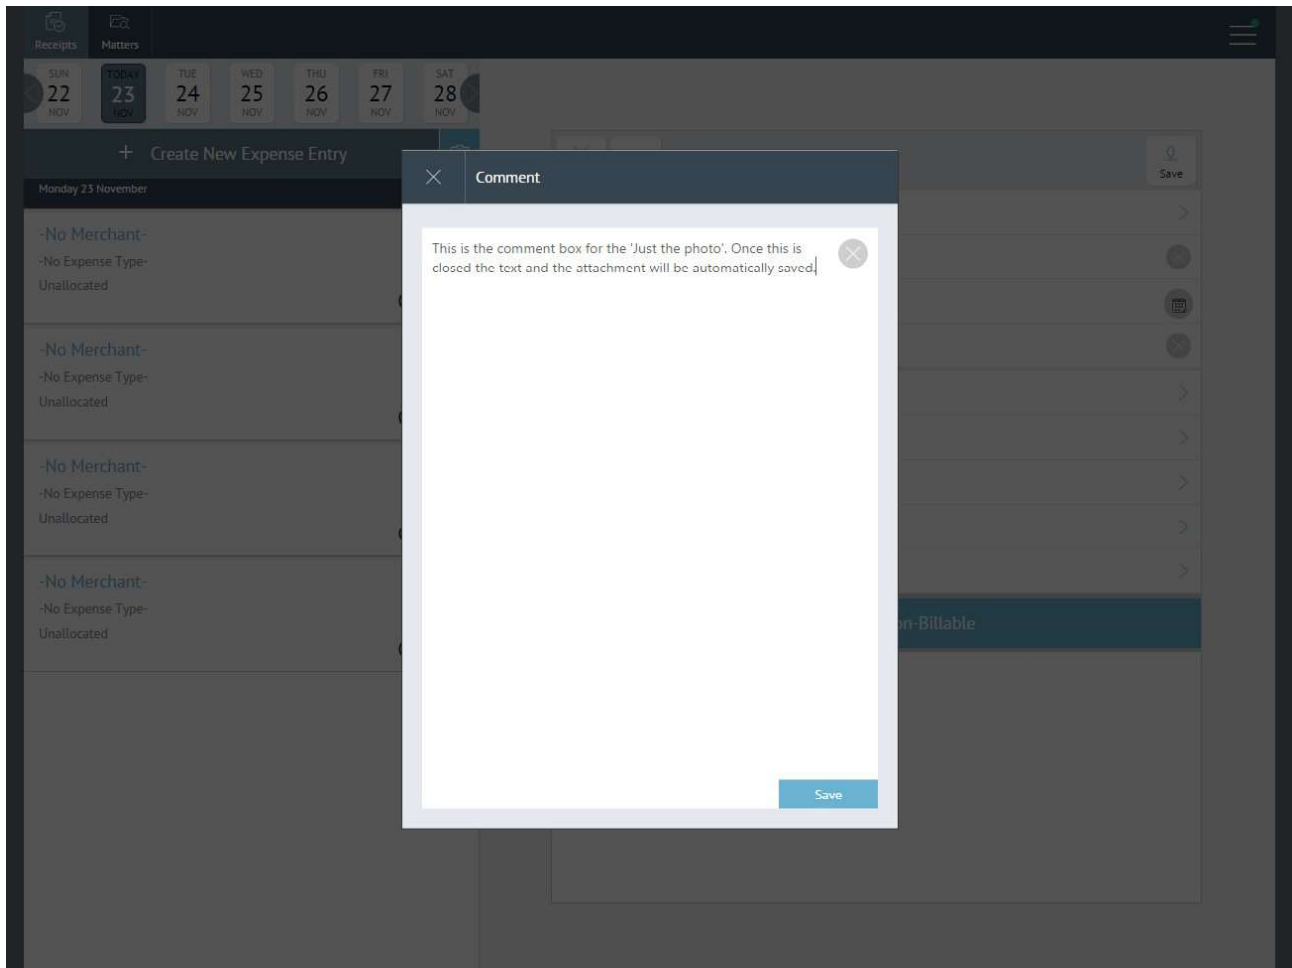 Receipts
Matters
SUN
22
NOV
TODAY
23
NOV
TUE
24
NOV
WED
25
NOV
THU
26
NOV
FRI
27
NOV
SAT
28
NOV
+ Create New Expense Entry
Monday 23 November
-No Merchant-
-No Expense Type-
Unallocated
-No Merchant-
-No Expense Type-
Unallocated
-No Merchant-
-No Expense Type-
Unallocated
-No Merchant-
-No Expense Type-
Unallocated
Comment
This is the comment box for the 'Just the photo'. Once this is
closed the text and the attachment will be automatically saved.
Save
Save
on-Billable